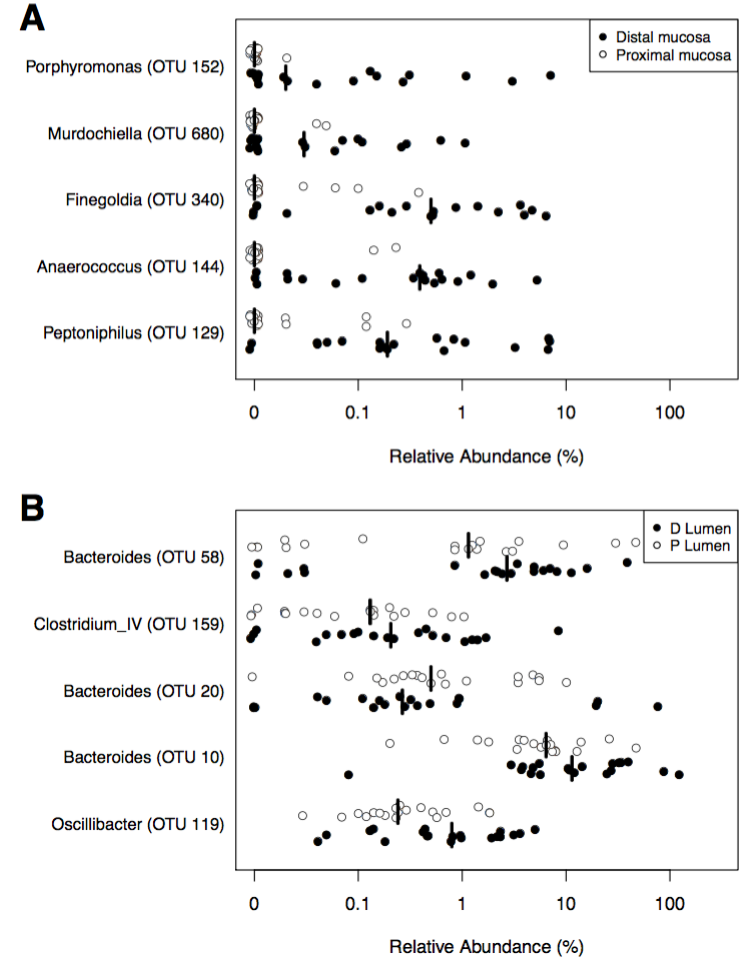 A
Distal mucosa
Proximal mucosa
Porphyromonas (OTU 152)
Murdochiella (OTU 680)
Finegoldia (OTU 340)
Anaerococcus (OTU 144)
Peptoniphilus (OTU 129)
0 0.1 1 10 100
Relative Abundance (%)
B
D Lumen
P Lumen
Bacteroides (OTU 58)
Clostridium_IV (OTU 159)
Bacteroides (OTU 20)
Bacteroides (OTU 10)
Oscillibacter (OTU 119)
0 0.1 1 10 100
Relative Abundance (%)